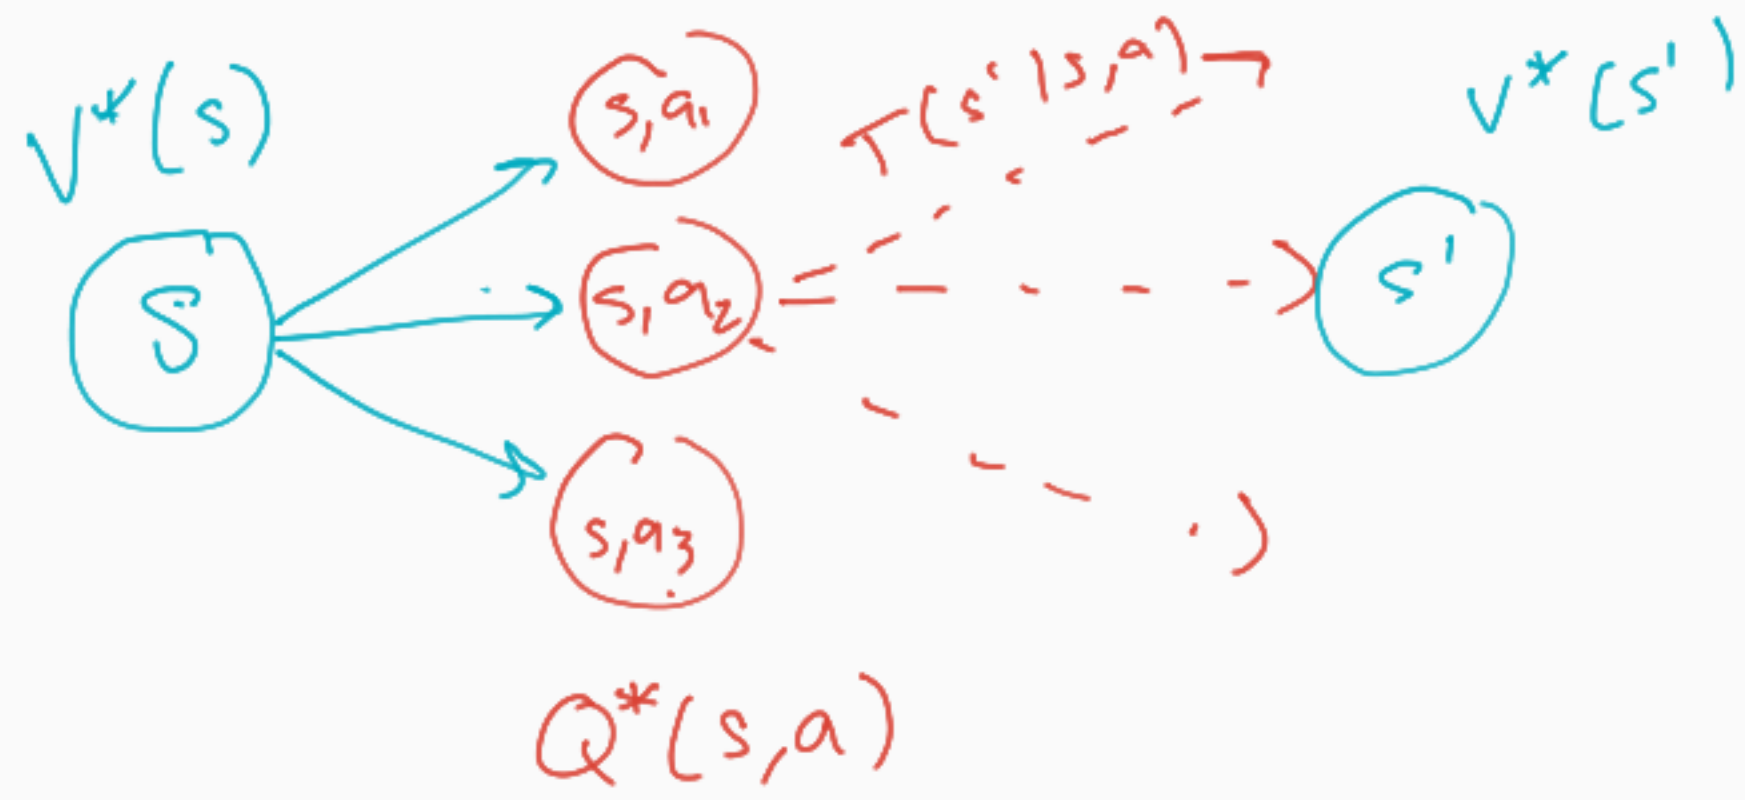 V*(s)
s,a₁
T(s'|s,a)
V*(s')
S
s,a₂
s'
s,a₃
Q*(s,a)